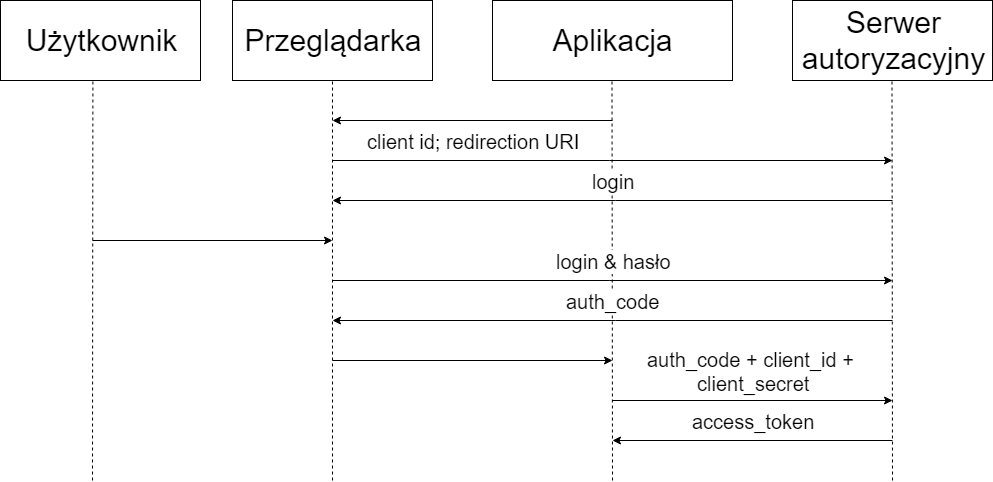 Użytkownik
Przeglądarka
Aplikacja
Serwer
autoryzacyjny
client id; redirection URI
login
login & hasło
auth_code
auth_code + client_id +
client_secret
access_token